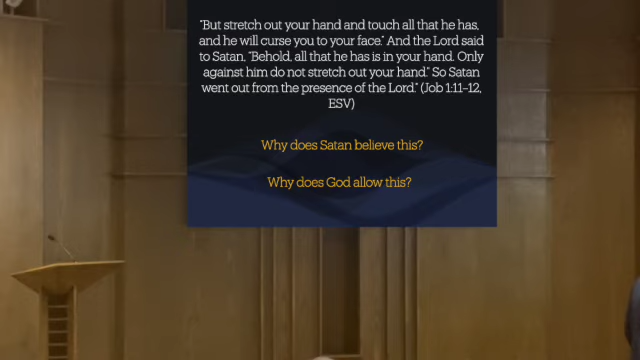 "But stretch out your hand and touch all that he has,
and he will curse you to your face." And the Lord said
to Satan, "Behold, all that he has is in your hand. Only
against him do not stretch out your hand." So Satan
went out from the presence of the Lord." (Job 1:11-12,
ESV)
Why does Satan believe this?
Why does God allow this?